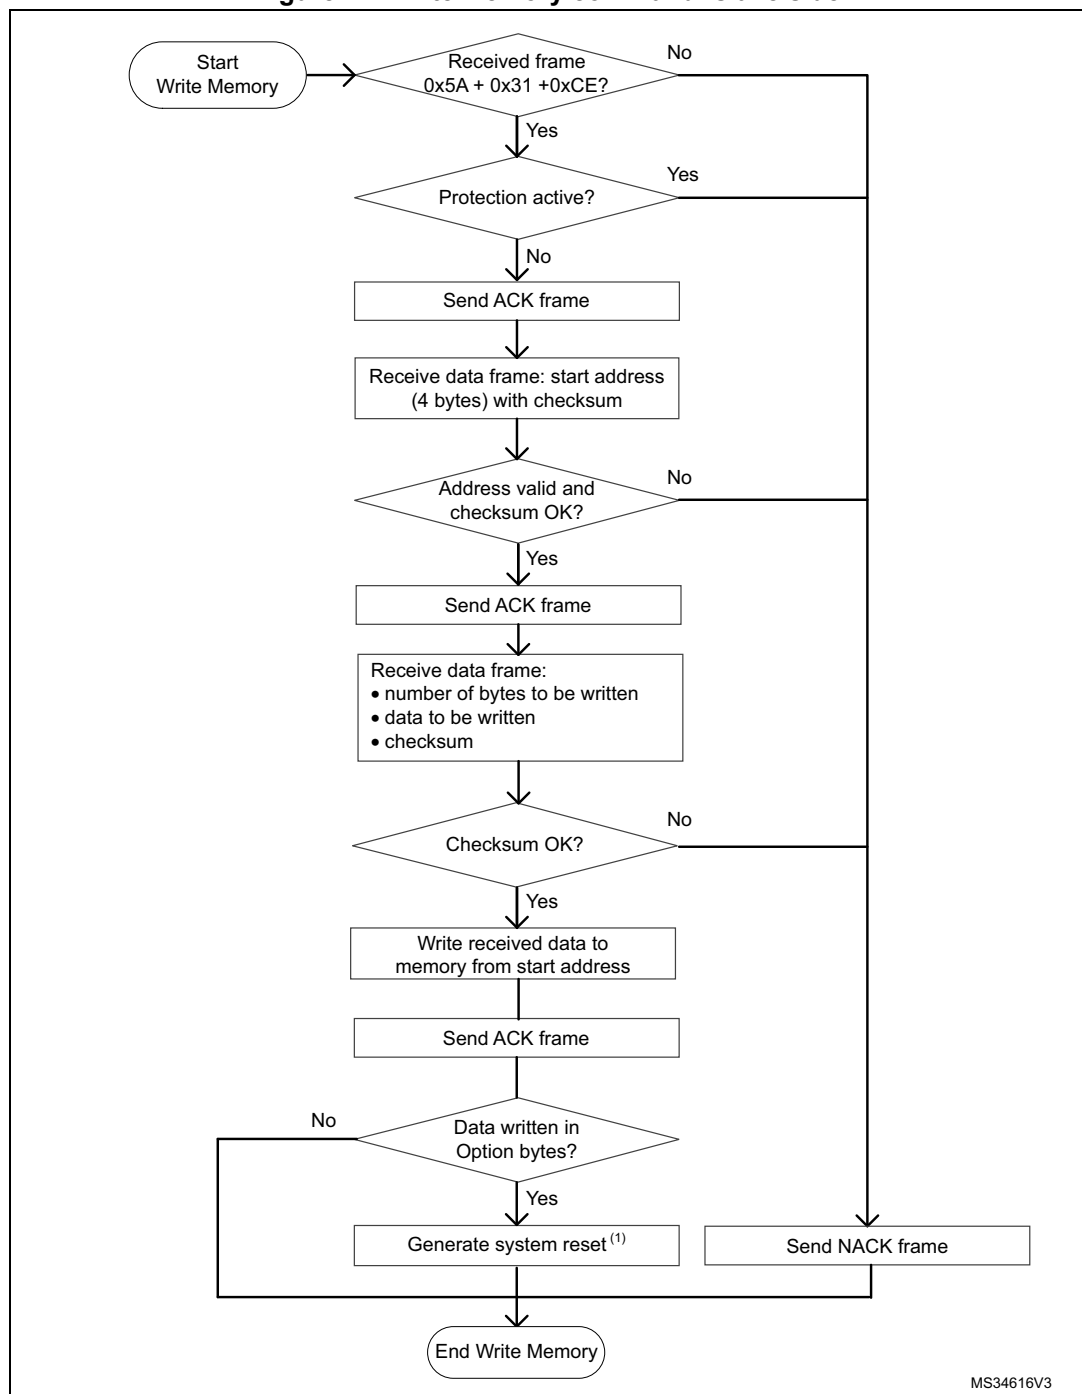 Start
Write Memory
Received frame
0x5A + 0x31 +0xCE?
No
Yes
Protection active?
Yes
No
Send ACK frame
Receive data frame: start address
(4 bytes) with checksum
Address valid and
checksum OK?
No
Yes
Send ACK frame
Receive data frame:
• number of bytes to be written
• data to be written
• checksum
Checksum OK?
No
Yes
Write received data to
memory from start address
Send ACK frame
No
Data written in
Option bytes?
Yes
Generate system reset (1)
Send NACK frame
End Write Memory
MS34616V3